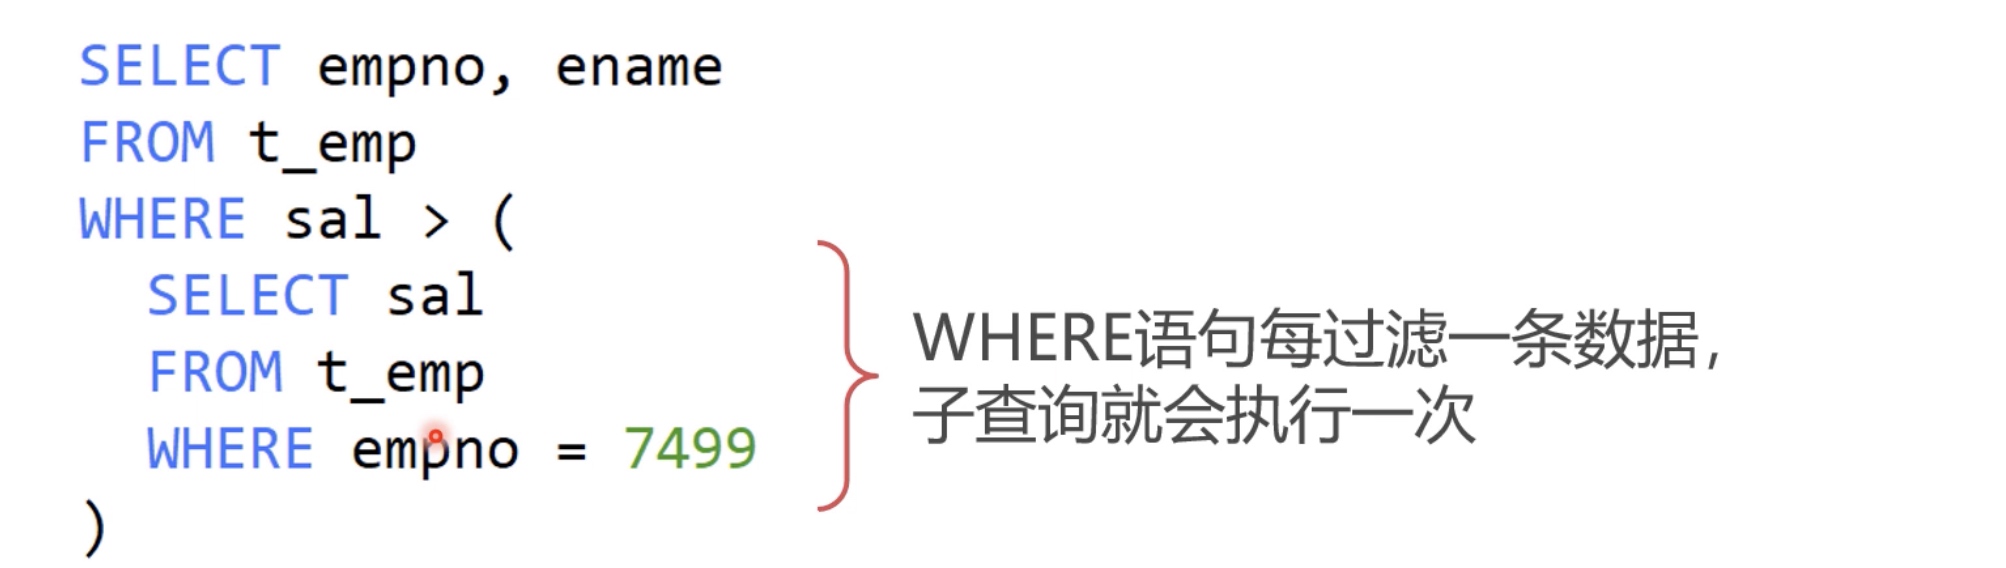 SELECT empno, ename
FROM t_emp
WHERE sal > (
SELECT sal
FROM t_emp
WHERE empno = 7499
)
WHERE语句每过滤一条数据，
子查询就会执行一次